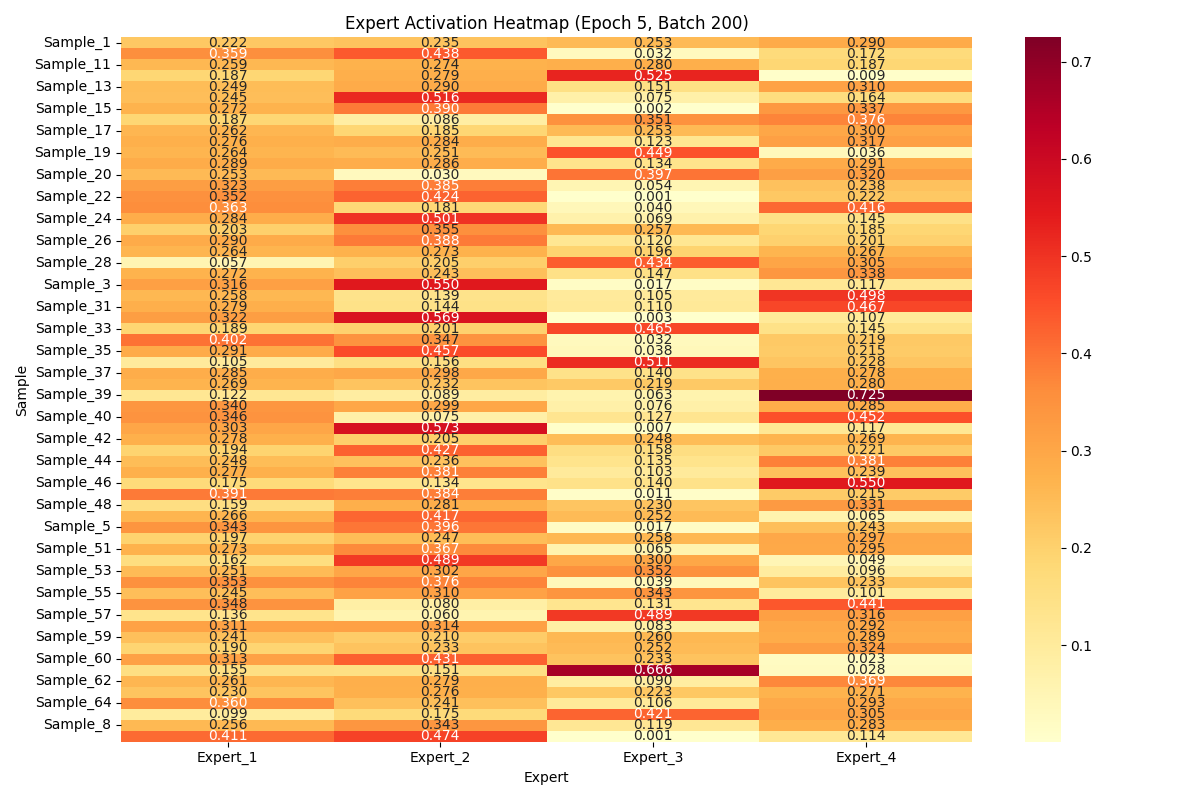 Expert Activation Heatmap (Epoch 5, Batch 200)
Sample_1 0.222 0.235 0.253 0.290
0.359 0.438 0.032 0.172
Sample_11 0.259 0.274 0.280 0.187
0.187 0.279 0.525 0.009
Sample_13 0.249 0.290 0.151 0.310
0.245 0.516 0.075 0.164
Sample_15 0.272 0.390 0.002 0.337
0.187 0.086 0.351 0.376
Sample_17 0.262 0.185 0.253 0.300
0.276 0.284 0.123 0.317
Sample_19 0.264 0.251 0.449 0.036
0.289 0.286 0.134 0.291
Sample_20 0.253 0.030 0.397 0.320
0.323 0.385 0.054 0.238
Sample_22 0.352 0.424 0.001 0.222
0.363 0.181 0.040 0.416
Sample_24 0.284 0.501 0.069 0.145
0.203 0.355 0.257 0.185
Sample_26 0.290 0.388 0.120 0.201
0.264 0.273 0.196 0.267
Sample_28 0.057 0.205 0.434 0.305
0.272 0.243 0.147 0.338
Sample_3 0.316 0.550 0.017 0.117
0.258 0.139 0.105 0.498
Sample_31 0.279 0.144 0.110 0.467
0.322 0.569 0.003 0.107
Sample_33 0.189 0.201 0.465 0.145
0.402 0.347 0.032 0.219
Sample_35 0.291 0.457 0.038 0.215
0.105 0.156 0.511 0.228
Sample_37 0.285 0.298 0.140 0.278
0.269 0.232 0.219 0.280
Sample_39 0.122 0.089 0.063 0.725
0.340 0.299 0.076 0.285
Sample_40 0.346 0.075 0.127 0.452
0.303 0.573 0.007 0.117
Sample_42 0.278 0.205 0.248 0.269
0.194 0.427 0.158 0.221
Sample_44 0.248 0.236 0.135 0.381
0.277 0.381 0.103 0.239
Sample_46 0.175 0.134 0.140 0.550
0.391 0.384 0.011 0.215
Sample_48 0.159 0.281 0.230 0.331
0.266 0.417 0.252 0.065
Sample_5 0.343 0.396 0.017 0.243
0.197 0.247 0.258 0.297
Sample_51 0.273 0.367 0.065 0.295
0.162 0.489 0.300 0.049
Sample_53 0.251 0.302 0.352 0.096
0.353 0.376 0.039 0.233
Sample_55 0.245 0.310 0.343 0.101
0.348 0.080 0.131 0.441
Sample_57 0.136 0.060 0.489 0.316
0.311 0.314 0.083 0.292
Sample_59 0.241 0.210 0.260 0.289
0.190 0.233 0.252 0.324
Sample_60 0.313 0.431 0.233 0.023
0.155 0.151 0.666 0.028
Sample_62 0.261 0.279 0.090 0.369
0.230 0.276 0.223 0.271
Sample_64 0.360 0.241 0.106 0.293
0.099 0.175 0.421 0.305
Sample_8 0.256 0.343 0.119 0.283
0.411 0.474 0.001 0.114
Expert_1 Expert_2 Expert_3 Expert_4
Expert
Sample
0.7
0.6
0.5
0.4
0.3
0.2
0.1